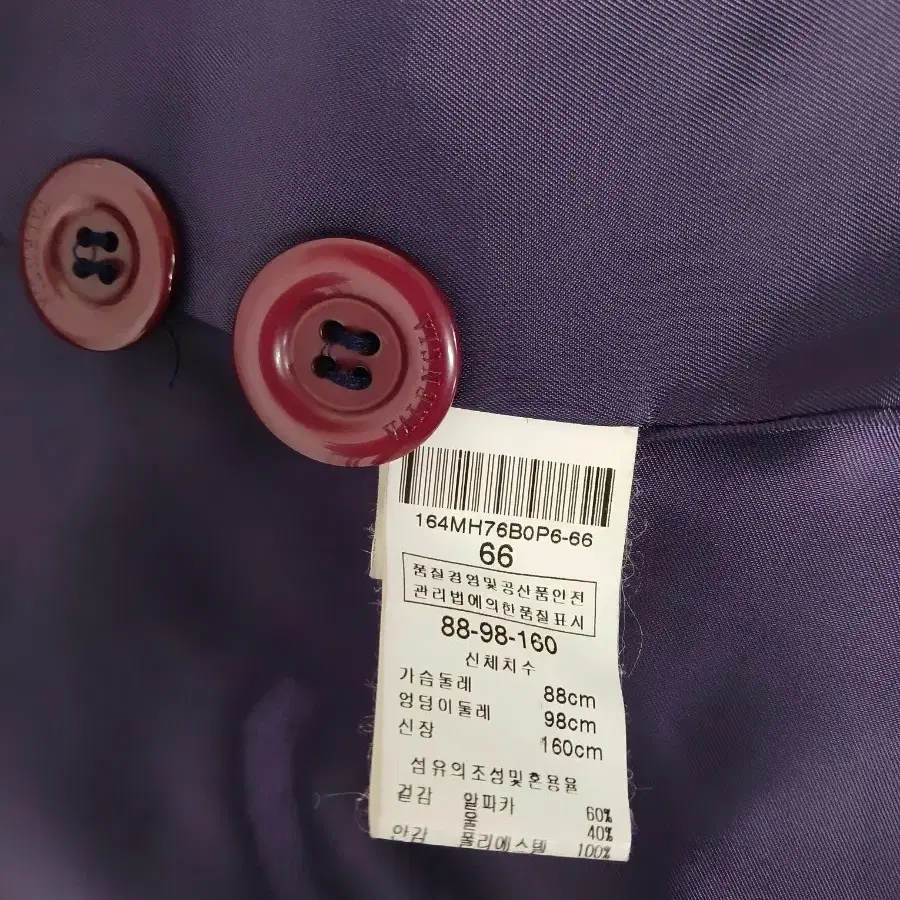 VALENCIA
164MH76B0P6-66
66
품질경영및공산품안전
관리법에의한품질표시
88-98-160
신체치수
가슴둘레 88cm
엉덩이둘레 98cm
신장 160cm
섬유의조성및혼용율
겉감 알파카 60%
울 40%
안감 폴리에스텔 100%